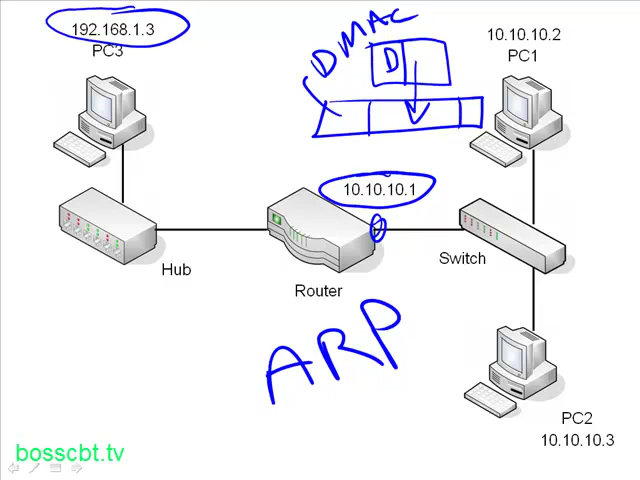 192.168.1.3
PC3
DMAC
D
10.10.10.2
PC1
10.10.10.1
Hub
Router
Switch
ARP
PC2
10.10.10.3
bosscbt.tv